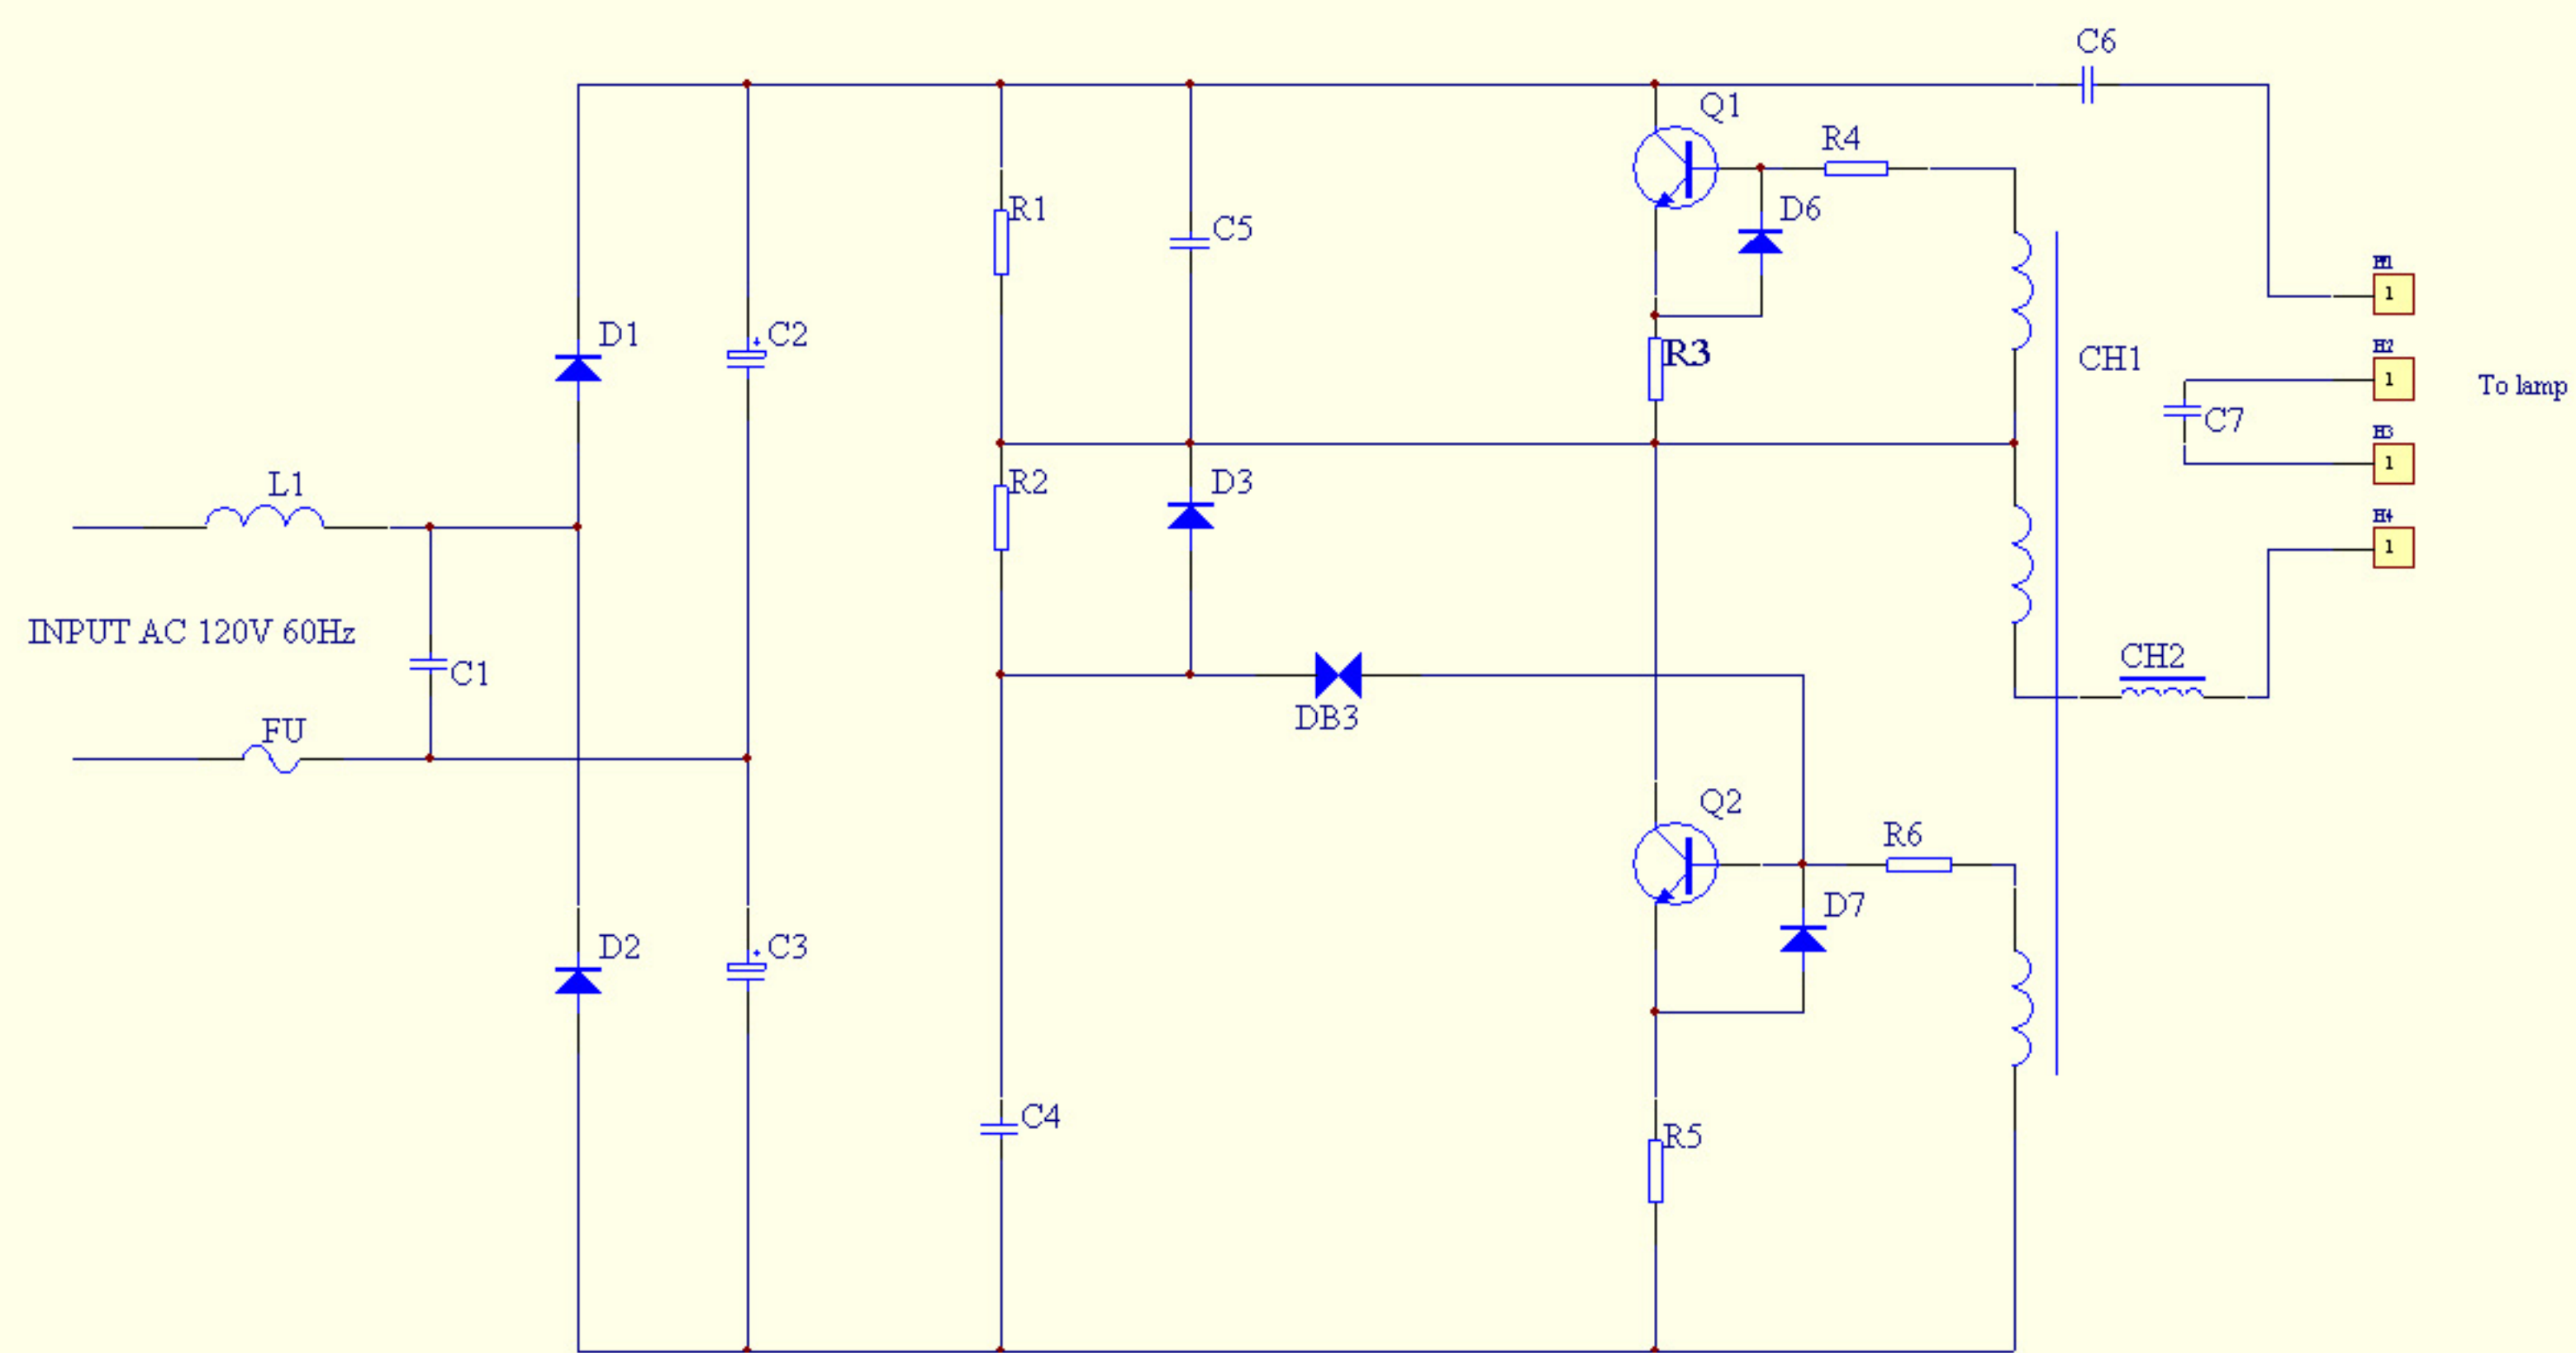 C6
Q1
R4
R1
D6
C5
H1
1
D1
C2
R3
CH1
H2
1
To lamp
C7
H3
1
L1
R2
D3
H4
1
INPUT AC 120V 60Hz
C1
CH2
DB3
FU
Q2
R6
D7
D2
C3
C4
R5